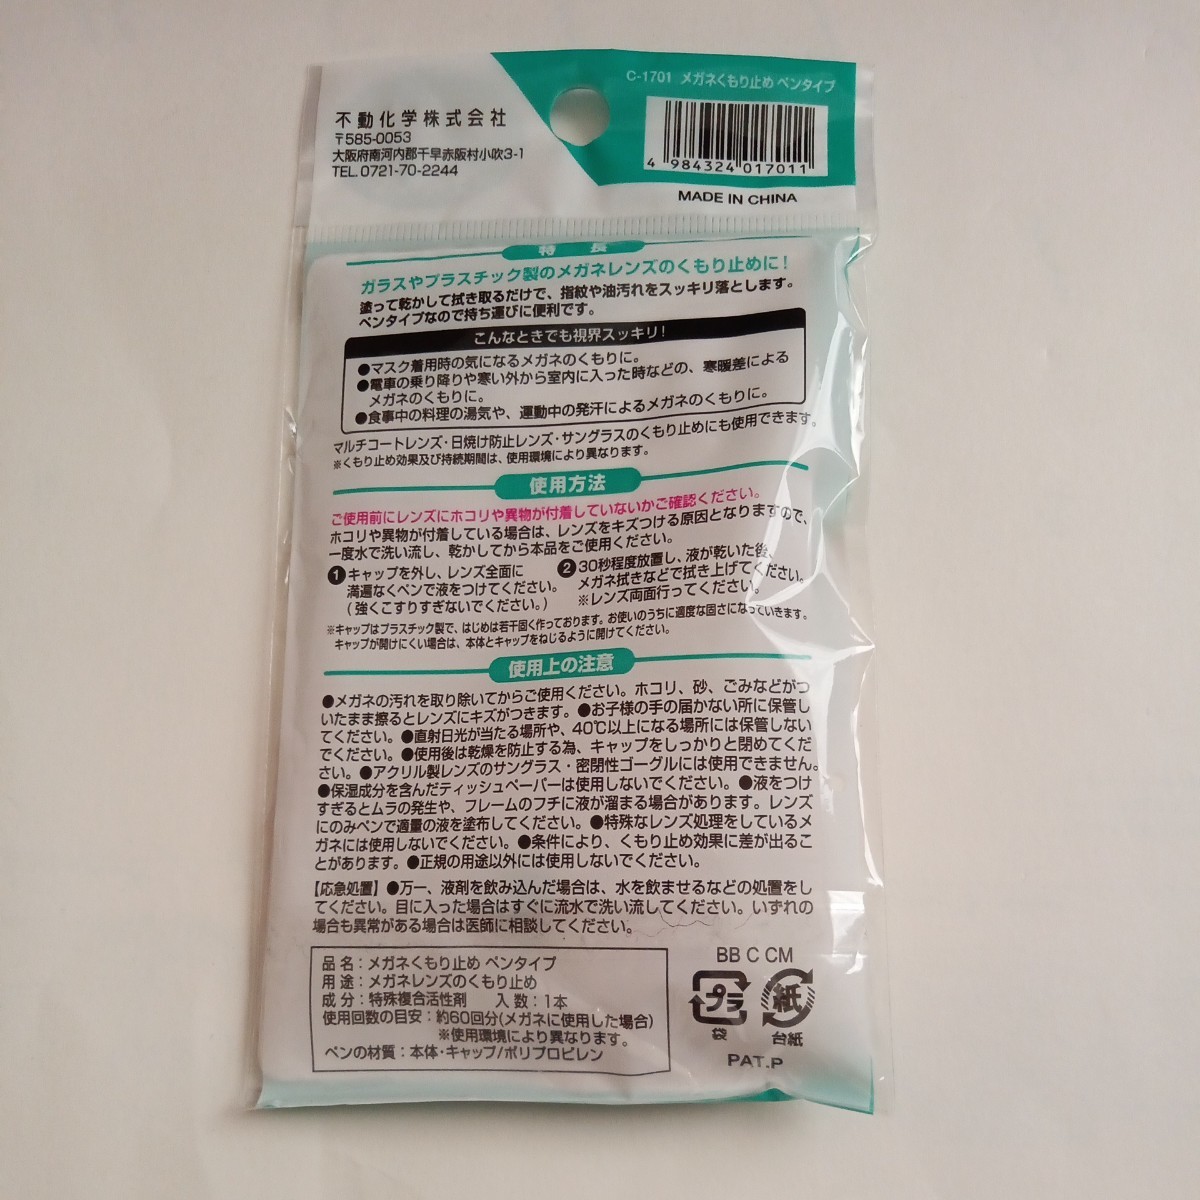 C-1701 メガネくもり止め ペンタイプ
4 984324 017011
MADE IN CHINA
不動化学株式会社
〒585-0053
大阪府南河内郡千早赤阪村小吹3-1
TEL.0721-70-2244
特長
ガラスやプラスチック製のメガネレンズのくもり止めに!
塗って乾かして拭き取るだけで、指紋や油汚れをスッキリ落とします。
ペンタイプなので持ち運びに便利です。
こんなときでも視界スッキリ!
●マスク着用時の気になるメガネのくもりに。
●電車の乗り降りや寒い外から室内に入った時などの、寒暖差による
メガネのくもりに。
●食事中の料理の湯気や、運動中の発汗によるメガネのくもりに。
マルチコートレンズ・日焼け防止レンズ・サングラスのくもり止めにも使用できます。
※くもり止め効果及び持続期間は、使用環境により異なります。
使用方法
ご使用前にレンズにホコリや異物が付着していないかご確認ください。
ホコリや異物が付着している場合は、レンズをキズつける原因となりますので、
一度水で洗い流し、乾かしてから本品をご使用ください。
❶キャップを外し、レンズ全面に
満遍なくペンで液をつけてください。
(強くこすりすぎないでください。)
❷30秒程度放置し、液が乾いた後、
メガネ拭きなどで拭き上げてください。
※レンズ両面行ってください。
※キャップはプラスチック製で、はじめは若干固く作っております。お使いのうちに適度な固さになっていきます。
キャップが開けにくい場合は、本体とキャップをねじるように開けてください。
使用上の注意
●メガネの汚れを取り除いてからご使用ください。ホコリ、砂、ごみなどがつ
いたまま擦るとレンズにキズがつきます。●お子様の手の届かない所に保管し
てください。●直射日光が当たる場所や、40℃以上になる場所には保管しない
でください。●使用後は乾燥を防止する為、キャップをしっかりと閉めてくだ
さい。●アクリル製レンズのサングラス・密閉性ゴーグルには使用できません。
●保湿成分を含んだティッシュペーパーは使用しないでください。●液をつけ
すぎるとムラの発生や、フレームのフチに液が溜まる場合があります。レンズ
にのみペンで適量の液を塗布してください。●特殊なレンズ処理をしているメ
ガネには使用しないでください。●条件により、くもり止め効果に差が出るこ
とがあります。●正規の用途以外には使用しないでください。
【応急処置】●万一、液剤を飲み込んだ場合は、水を飲ませるなどの処置をし
てください。目に入った場合はすぐに流水で洗い流してください。いずれの
場合も異常がある場合は医師に相談してください。
品名:メガネくもり止め ペンタイプ
用途:メガネレンズのくもり止め
成分:特殊複合活性剤 入数:1本
使用回数の目安:約60回分(メガネに使用した場合)
※使用環境により異なります。
ペンの材質:本体・キャップ/ポリプロピレン
BB C CM
プラ 紙
袋 台紙
PAT.P